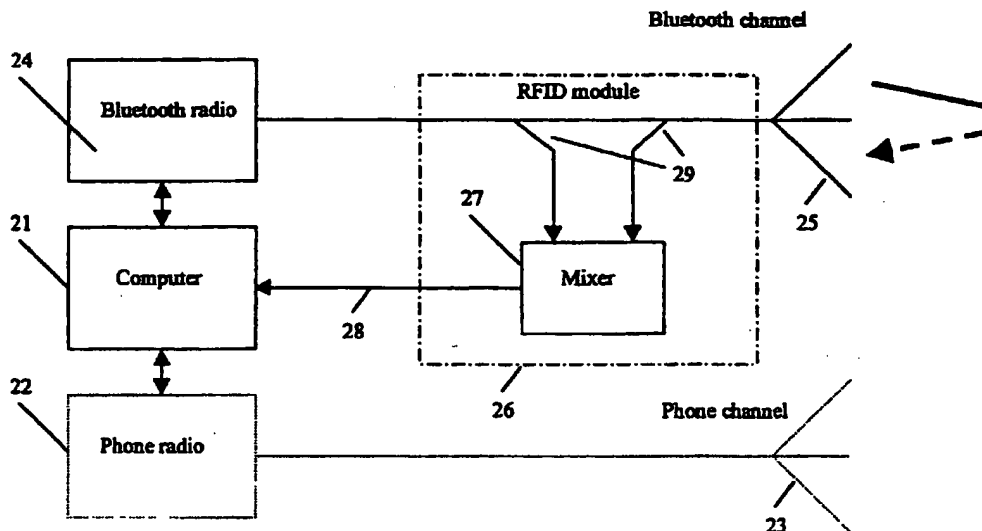 Bluetooth channel
24
Bluetooth radio
RFID module
29
25
21
27
Computer
Mixer
28
22
26
Phone channel
Phone radio
23